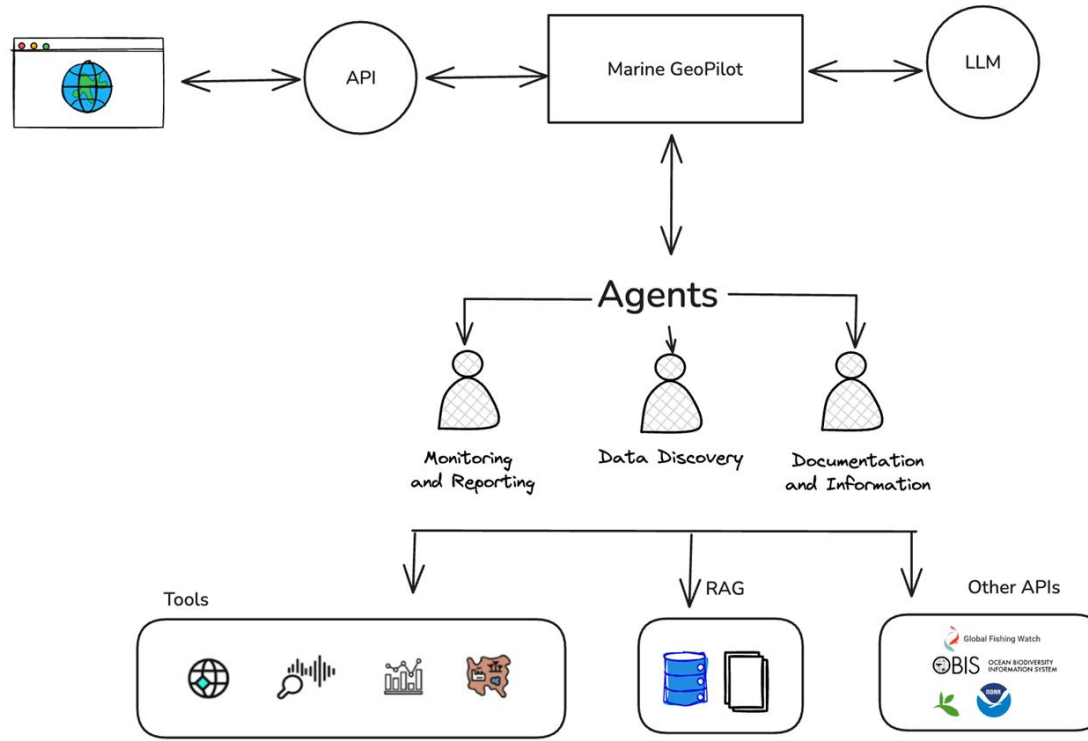 API
Marine GeoPilot
LLM
Agents
Monitoring
and Reporting
Data Discovery
Documentation
and Information
Tools
RAG
Other APIs
Global Fishing Watch
OBIS
OCEAN BIODIVERSITY
INFORMATION SYSTEM
NOAA